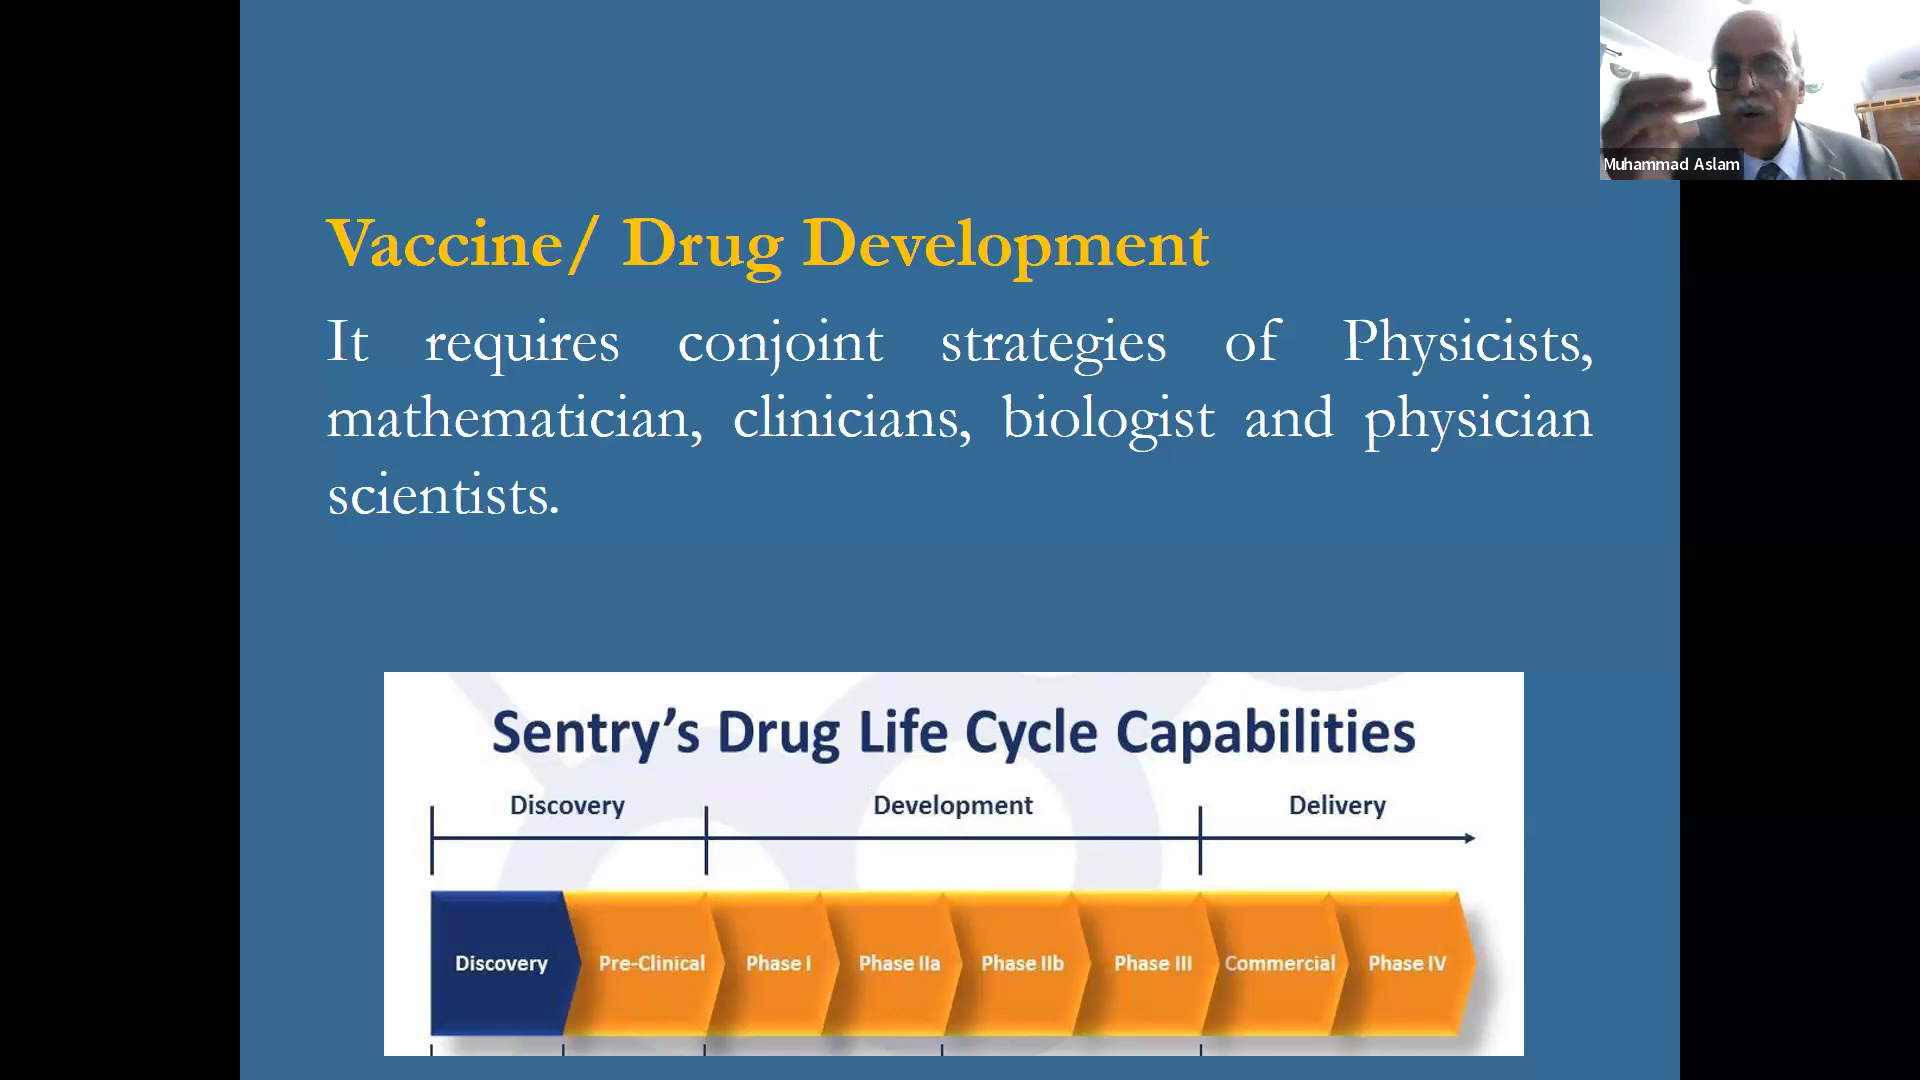 Muhammad Aslam
Vaccine/ Drug Development
It requires conjoint strategies of Physicists,
mathematician, clinicians, biologist and physician
scientists.
Sentry’s Drug Life Cycle Capabilities
Discovery Development Delivery
Discovery Pre-Clinical Phase I Phase IIa Phase IIb Phase III Commercial Phase IV